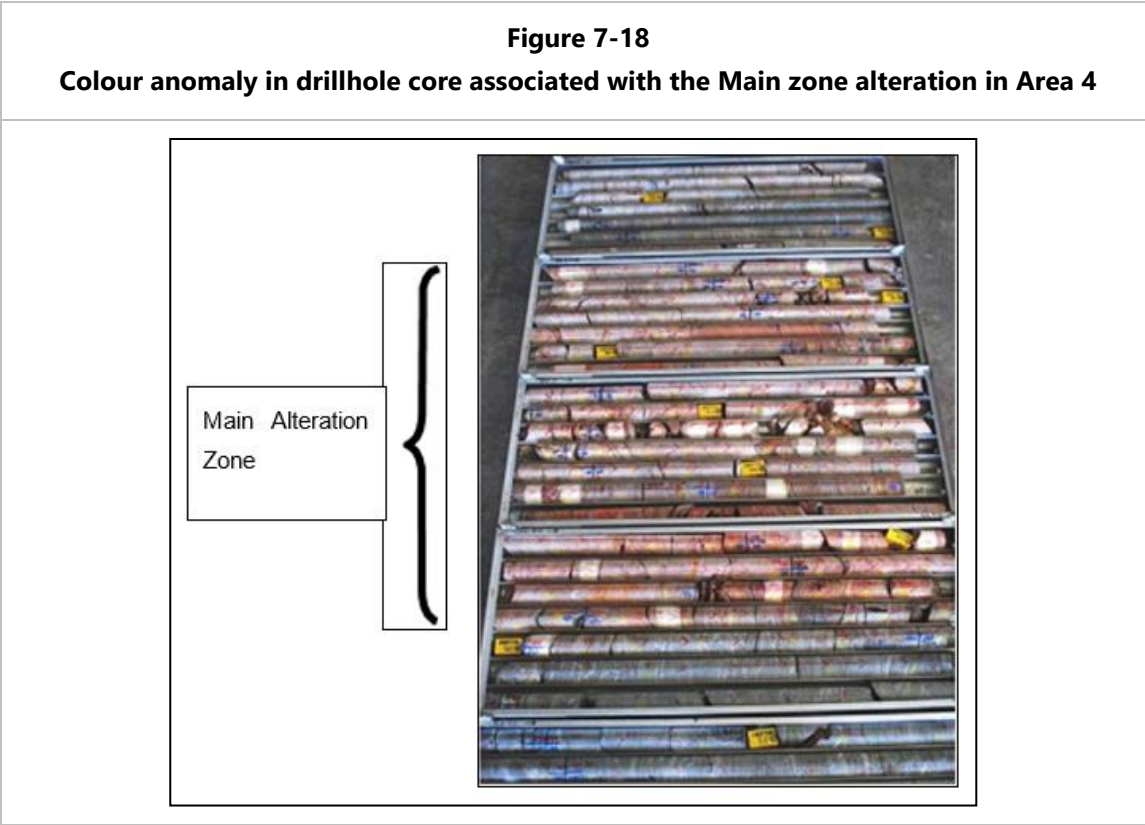 Figure 7-18
Colour anomaly in drillhole core associated with the Main zone alteration in Area 4
Main Alteration
Zone